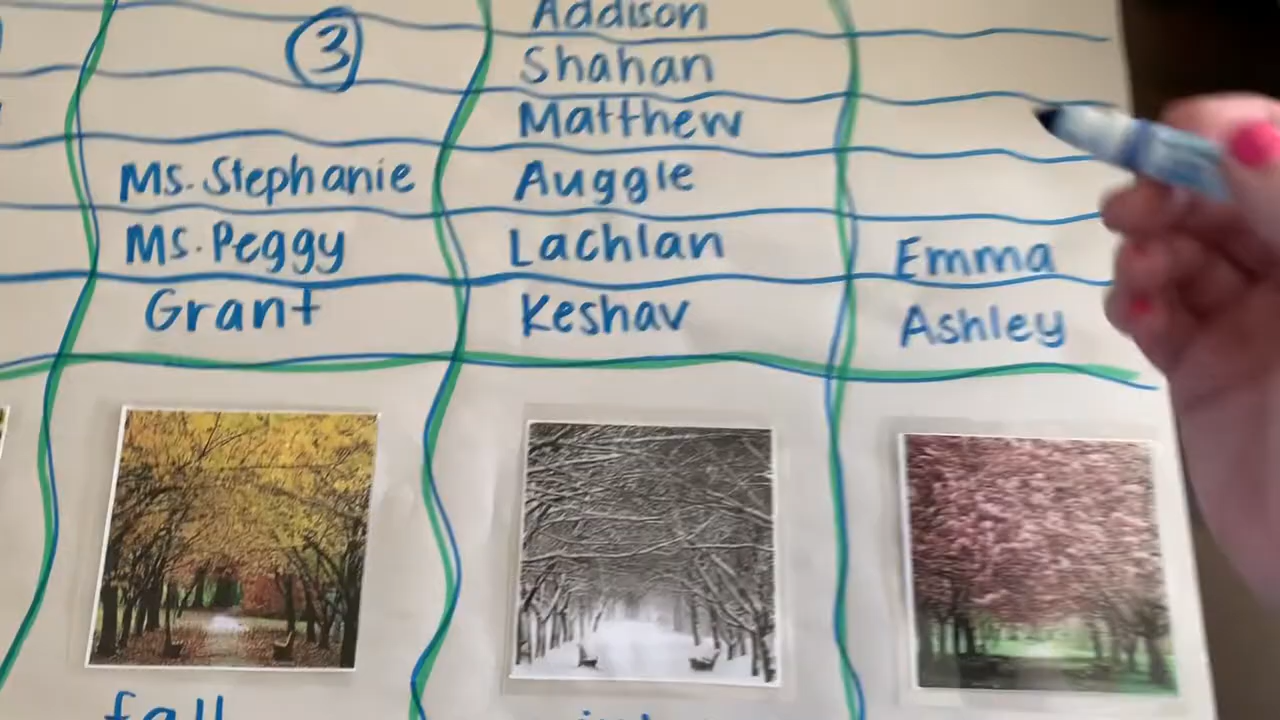 Addison
3
Shahan
Matthew
Ms. Stephanie
Auggie
Ms. Peggy
Lachlan
Emma
Grant
Keshav
Ashley
fall